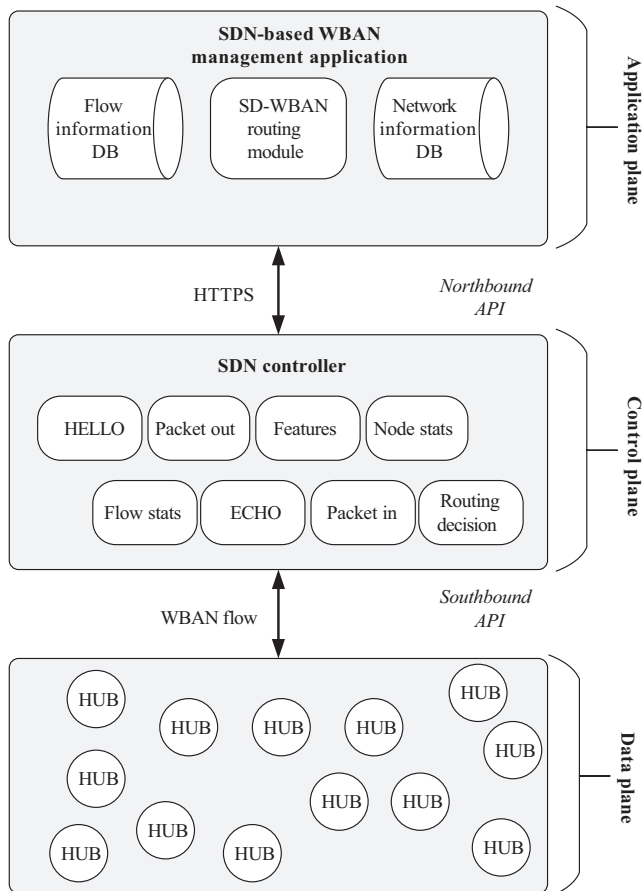 SDN-based WBAN
management application
Flow
information
DB
SD-WBAN
routing
module
Network
information
DB
Application plane
HTTPS
Northbound
API
SDN controller
HELLO
Packet out
Features
Node stats
Flow stats
ECHO
Packet in
Routing
decision
Control plane
WBAN flow
Southbound
API
HUB
HUB
HUB
HUB
HUB
HUB
HUB
HUB
HUB
HUB
HUB
HUB
HUB
Data plane